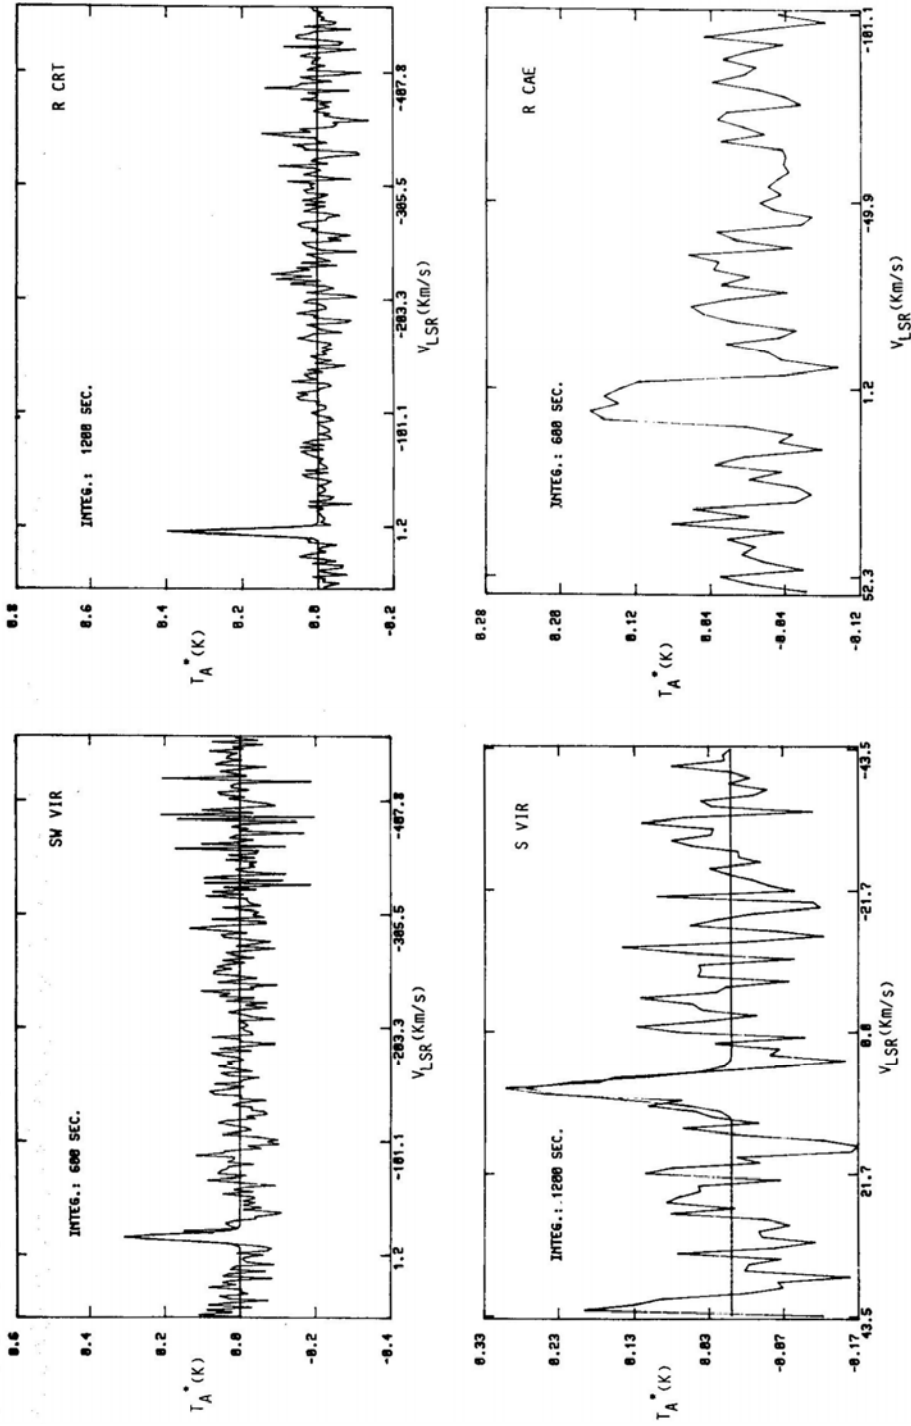 0.6
SW VIR
INTEG.: 600 SEC.
0.4
0.2
T_A*(K)
0.0
-0.2
-0.4
1.2 -101.1 -203.3 -305.5 -407.8
V_LSR(Km/s)
0.8
R CRT
INTEG.: 1200 SEC.
0.6
0.4
T_A*(K)
0.2
0.0
-0.2
1.2 -101.1 -203.3 -305.5 -407.8
V_LSR(Km/s)
0.33
S VIR
INTEG.: 1200 SEC.
0.23
0.13
T_A*(K)
0.03
-0.07
-0.17
43.5 21.7 0.0 -21.7 -43.5
V_LSR(Km/s)
0.28
R CAE
INTEG.: 600 SEC.
0.20
0.12
T_A*(K)
0.04
-0.04
-0.12
52.3 1.2 -49.9 -101.1
V_LSR(Km/s)